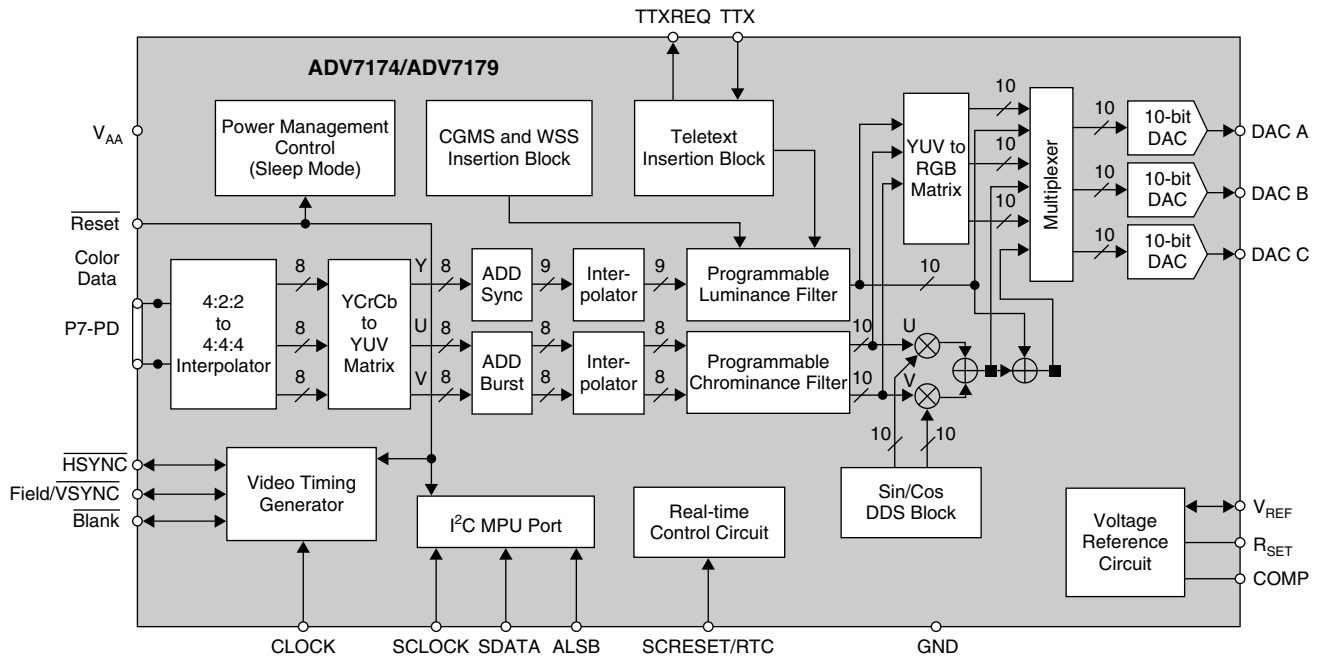 TTXREQ TTX
ADV7174/ADV7179
V_AA
Power Management
Control
(Sleep Mode)
CGMS and WSS
Insertion Block
Teletext
Insertion Block
YUV to
RGB
Matrix
10
10
10
Multiplexer
10
10
10
10-bit
DAC
10-bit
DAC
10-bit
DAC
DAC A
DAC B
DAC C
Reset
Color
Data
P7-PD
4:2:2
to
4:4:4
Interpolator
8
8
8
YCrCb
to
YUV
Matrix
Y
8
U
8
V
8
ADD
Sync
9
Inter-
polator
9
Programmable
Luminance Filter
10
ADD
Burst
8
8
Inter-
polator
8
8
Programmable
Chrominance Filter
10
10
U
V
10
10
Sin/Cos
DDS Block
HSYNC
Field/VSYNC
Blank
Video Timing
Generator
I²C MPU Port
Real-time
Control Circuit
Voltage
Reference
Circuit
V_REF
R_SET
COMP
CLOCK
SCLOCK SDATA ALSB
SCRESET/RTC
GND